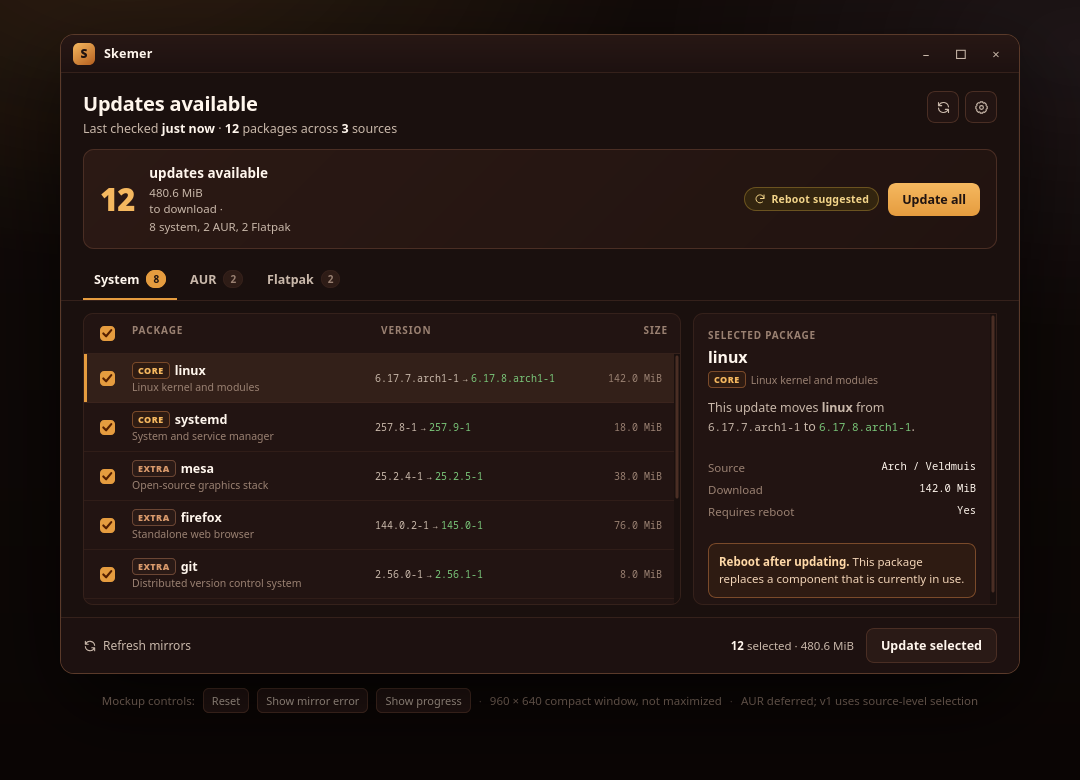 S Skemer
Updates available
Last checked just now · 12 packages across 3 sources
12
updates available
480.6 MiB
to download ·
8 system, 2 AUR, 2 Flatpak
Reboot suggested
Update all
System 8 AUR 2 Flatpak 2
PACKAGE VERSION SIZE
CORE linux
Linux kernel and modules
6.17.7.arch1-1 → 6.17.8.arch1-1 142.0 MiB
CORE systemd
System and service manager
257.8-1 → 257.9-1 18.0 MiB
EXTRA mesa
Open-source graphics stack
25.2.4-1 → 25.2.5-1 38.0 MiB
EXTRA firefox
Standalone web browser
144.0.2-1 → 145.0-1 76.0 MiB
EXTRA git
Distributed version control system
2.56.0-1 → 2.56.1-1 8.0 MiB
SELECTED PACKAGE
linux
CORE Linux kernel and modules
This update moves linux from
6.17.7.arch1-1 to 6.17.8.arch1-1.
Source Arch / Veldmuis
Download 142.0 MiB
Requires reboot Yes
Reboot after updating. This package
replaces a component that is currently in use.
Refresh mirrors
12 selected · 480.6 MiB
Update selected
Mockup controls: Reset Show mirror error Show progress · 960 × 640 compact window, not maximized · AUR deferred; v1 uses source-level selection